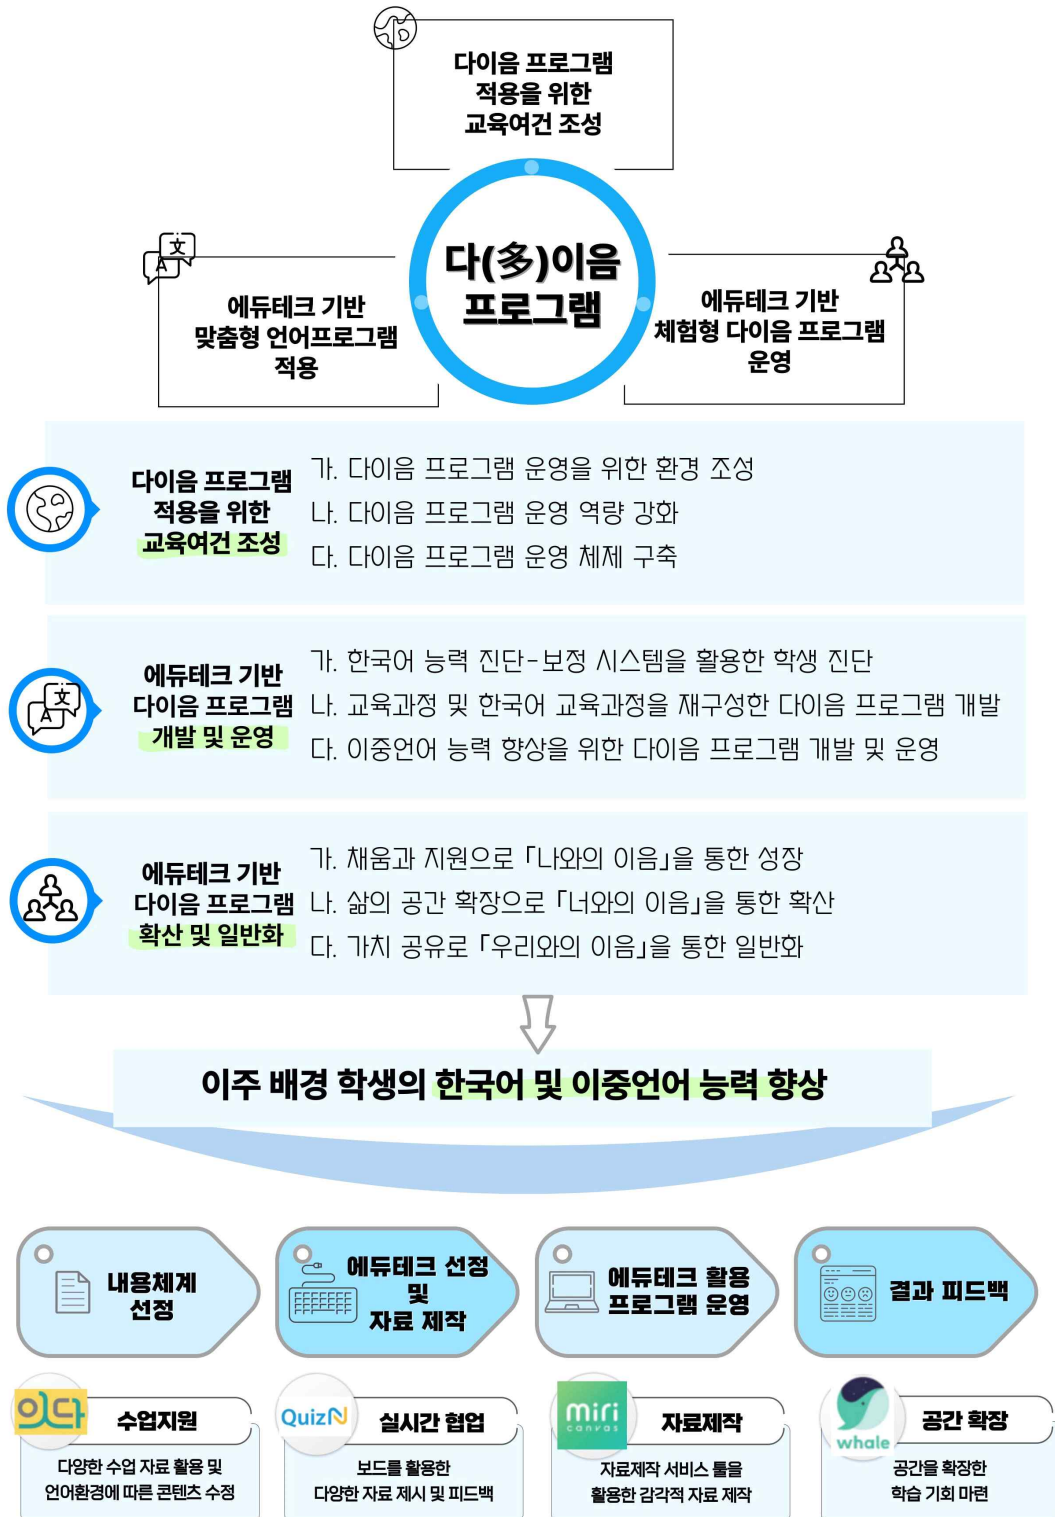 다이음 프로그램
적용을 위한
교육여건 조성
다(多)이음
프로그램
에듀테크 기반
맞춤형 언어프로그램
적용
에듀테크 기반
체험형 다이음 프로그램
운영
文
A
다이음 프로그램
적용을 위한
교육여건 조성
가. 다이음 프로그램 운영을 위한 환경 조성
나. 다이음 프로그램 운영 역량 강화
다. 다이음 프로그램 운영 체제 구축
文
A
에듀테크 기반
다이음 프로그램
개발 및 운영
가. 한국어 능력 진단-보정 시스템을 활용한 학생 진단
나. 교육과정 및 한국어 교육과정을 재구성한 다이음 프로그램 개발
다. 이중언어 능력 향상을 위한 다이음 프로그램 개발 및 운영
에듀테크 기반
다이음 프로그램
확산 및 일반화
가. 채움과 지원으로 「나와의 이음」을 통한 성장
나. 삶의 공간 확장으로 「너와의 이음」을 통한 확산
다. 가치 공유로 「우리와의 이음」을 통한 일반화
이주 배경 학생의 한국어 및 이중언어 능력 향상
내용체계
선정
에듀테크 선정
및
자료 제작
에듀테크 활용
프로그램 운영
결과 피드백
잇다
수업지원
다양한 수업 자료 활용 및
언어환경에 따른 콘텐츠 수정
QuizN
실시간 협업
보드를 활용한
다양한 자료 제시 및 피드백
miri
canvas
자료제작
자료제작 서비스 툴을
활용한 감각적 자료 제작
whale
공간 확장
공간을 확장한
학습 기회 마련